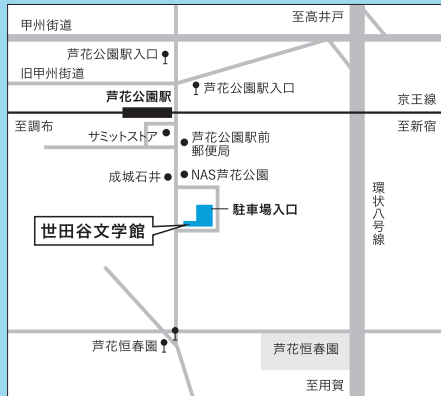 至高井戸
甲州街道
芦花公園駅入口
旧甲州街道
芦花公園駅入口
芦花公園駅
京王線
至調布
至新宿
サミットストア
芦花公園駅前
郵便局
成城石井
NAS芦花公園
駐車場入口
世田谷文学館
環状八号線
芦花恒春園
芦花恒春園
至用賀